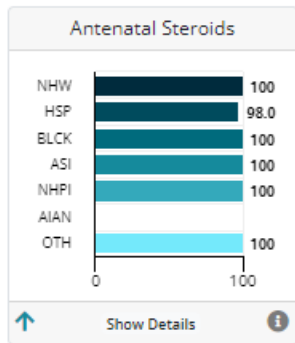 Antenatal Steroids
NHW 100
HSP 98.0
BLCK 100
ASI 100
NHPI 100
AIAN
OTH 100
0 100
Show Details